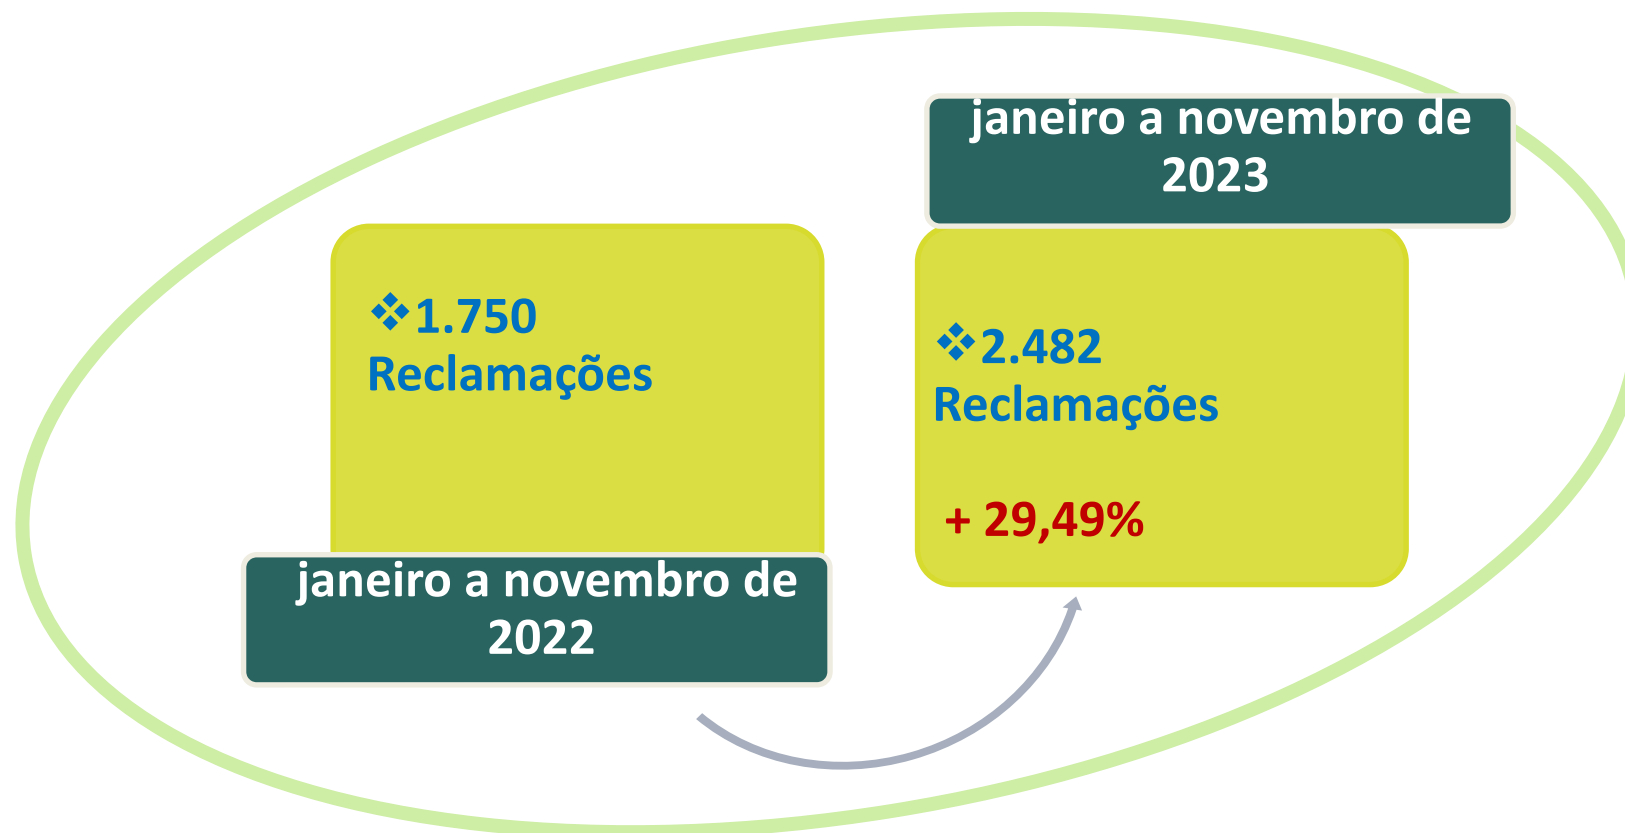 ❖1.750
Reclamações
janeiro a novembro de
2022
janeiro a novembro de
2023
❖2.482
Reclamações
+ 29,49%